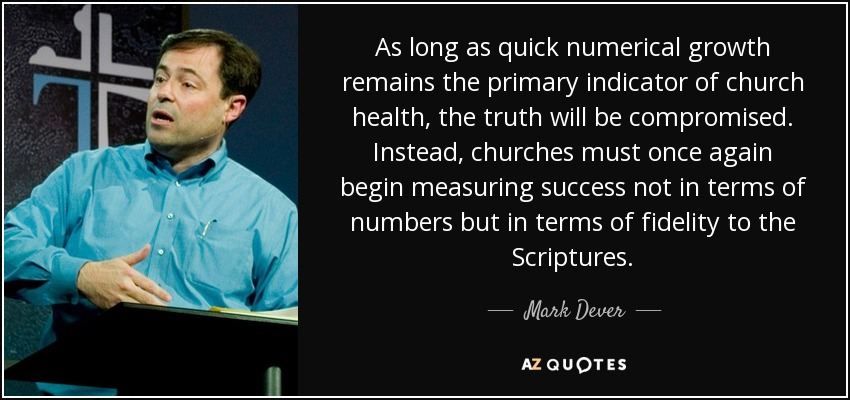 As long as quick numerical growth
remains the primary indicator of church
health, the truth will be compromised.
Instead, churches must once again
begin measuring success not in terms of
numbers but in terms of fidelity to the
Scriptures.
Mark Dever
AZ QUOTES